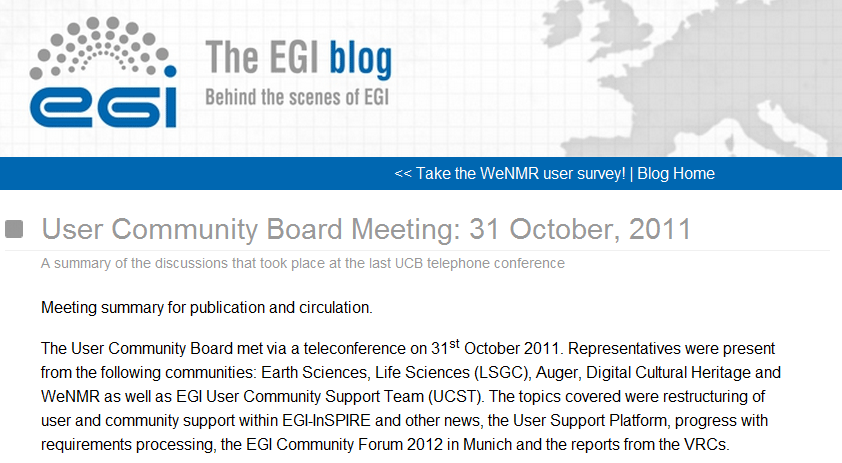 egi
The EGI blog
Behind the scenes of EGI
<< Take the WeNMR user survey! | Blog Home
User Community Board Meeting: 31 October, 2011
A summary of the discussions that took place at the last UCB telephone conference
Meeting summary for publication and circulation.
The User Community Board met via a teleconference on 31st October 2011. Representatives were present
from the following communities: Earth Sciences, Life Sciences (LSGC), Auger, Digital Cultural Heritage and
WeNMR as well as EGI User Community Support Team (UCST). The topics covered were restructuring of
user and community support within EGI-InSPIRE and other news, the User Support Platform, progress with
requirements processing, the EGI Community Forum 2012 in Munich and the reports from the VRCs.